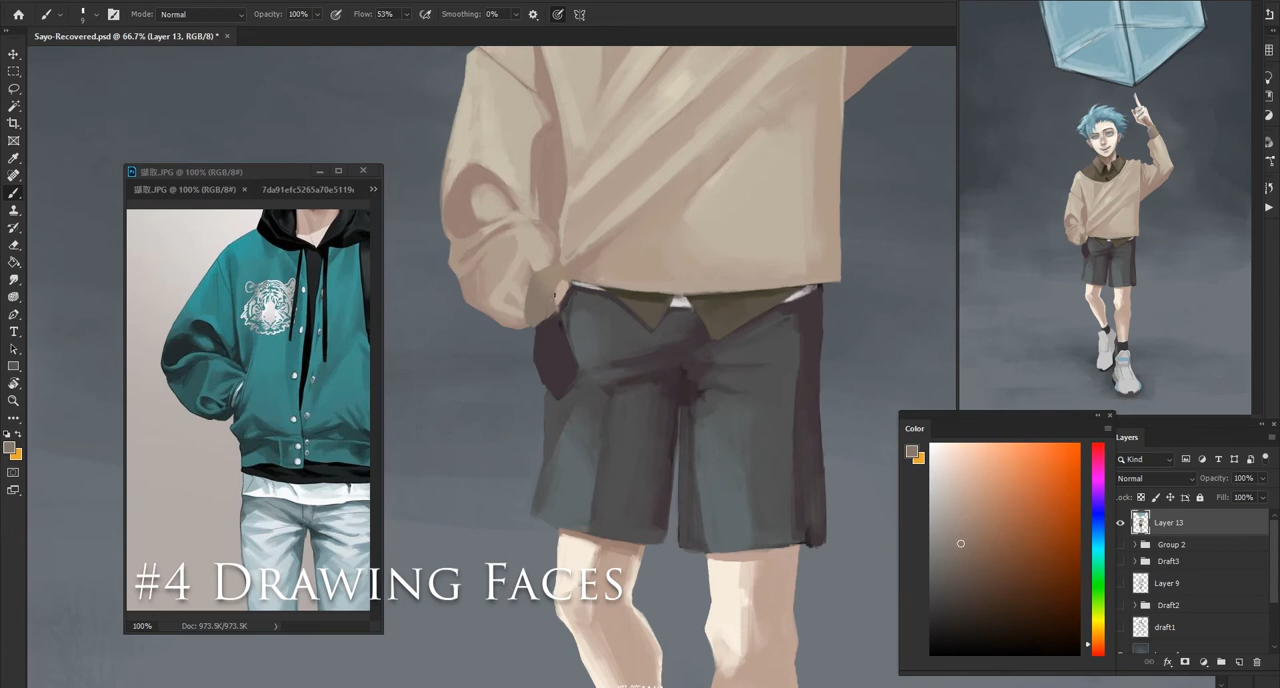 Mode: Normal Opacity: 100% Flow: 53% Smoothing: 0%
9
Sayo-Recovered.psd @ 66.7% (Layer 13, RGB/8) * ×
擷取.JPG @ 100% (RGB/8#)
擷取.JPG @ 100% (RGB/8#) × 7da91efc5265a70e5119
#4 Drawing Faces
100% Doc: 973.5K/973.5K
Color
Layers
Kind
Normal Opacity: 100%
Lock: Fill: 100%
Layer 13
Group 2
Draft3
Layer 9
Draft2
draft1